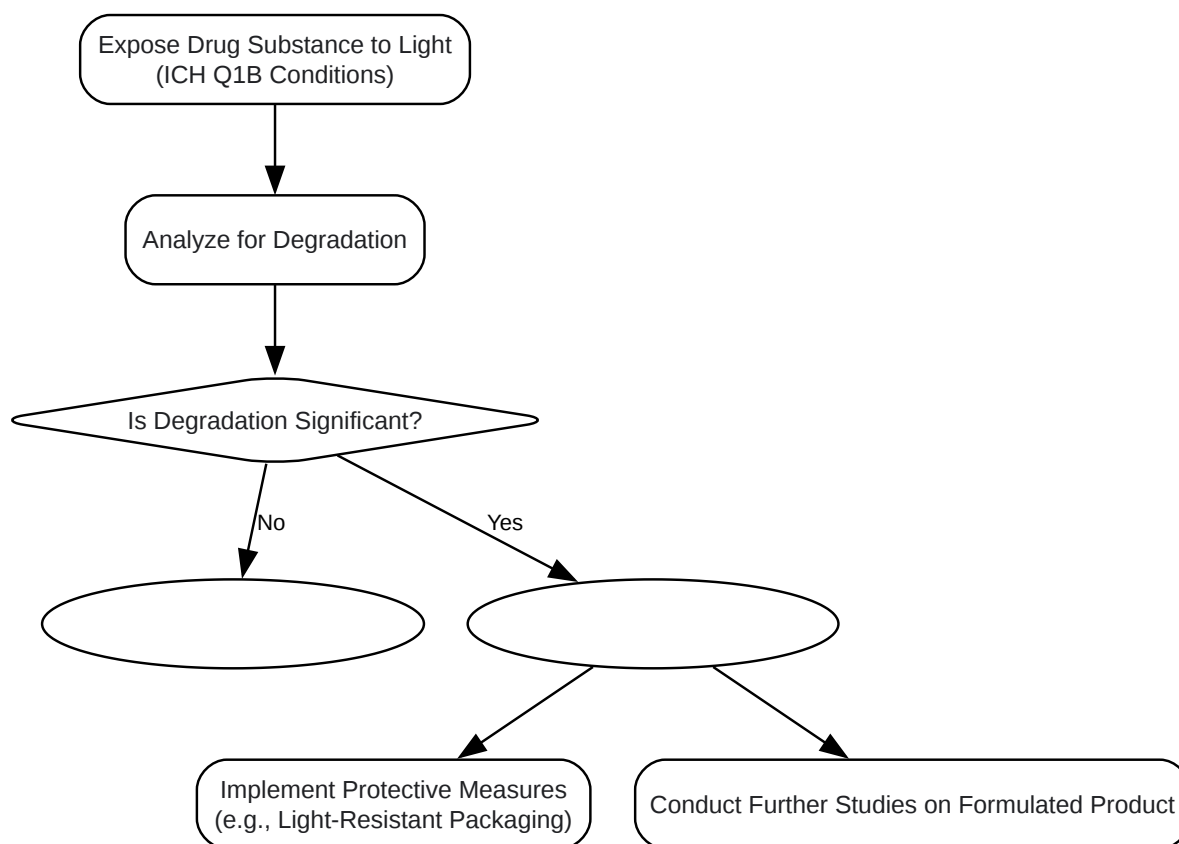 Expose Drug Substance to Light
(ICH Q1B Conditions)
Analyze for Degradation
Is Degradation Significant?
No
Yes
Implement Protective Measures
(e.g., Light-Resistant Packaging)
Conduct Further Studies on Formulated Product